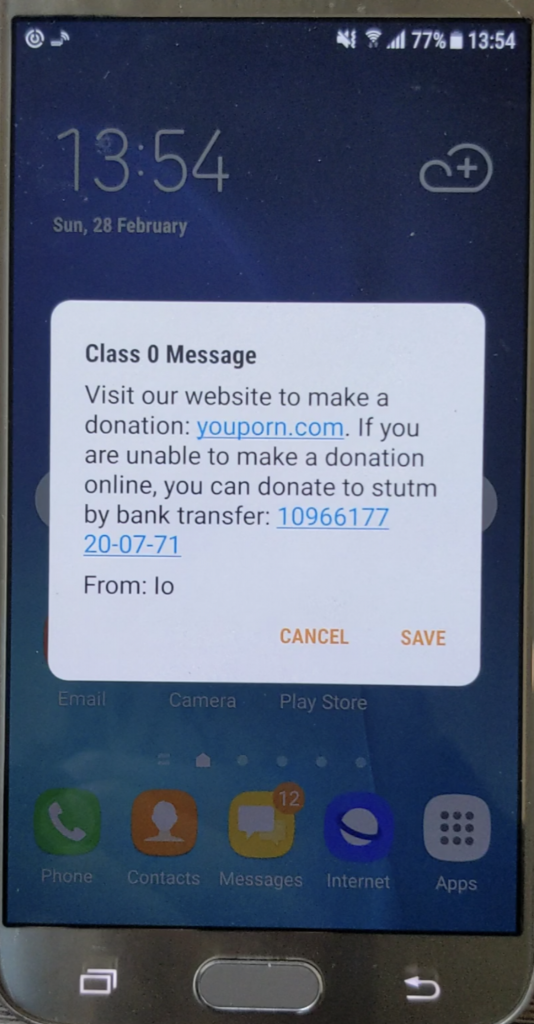 77% 13:54
13:54
Sun, 28 February
Class 0 Message
Visit our website to make a
donation: youporn.com. If you
are unable to make a donation
online, you can donate to stutm
by bank transfer: 10966177
20-07-71
From: Io
CANCEL SAVE
Email Camera Play Store
12
Phone Contacts Messages Internet Apps